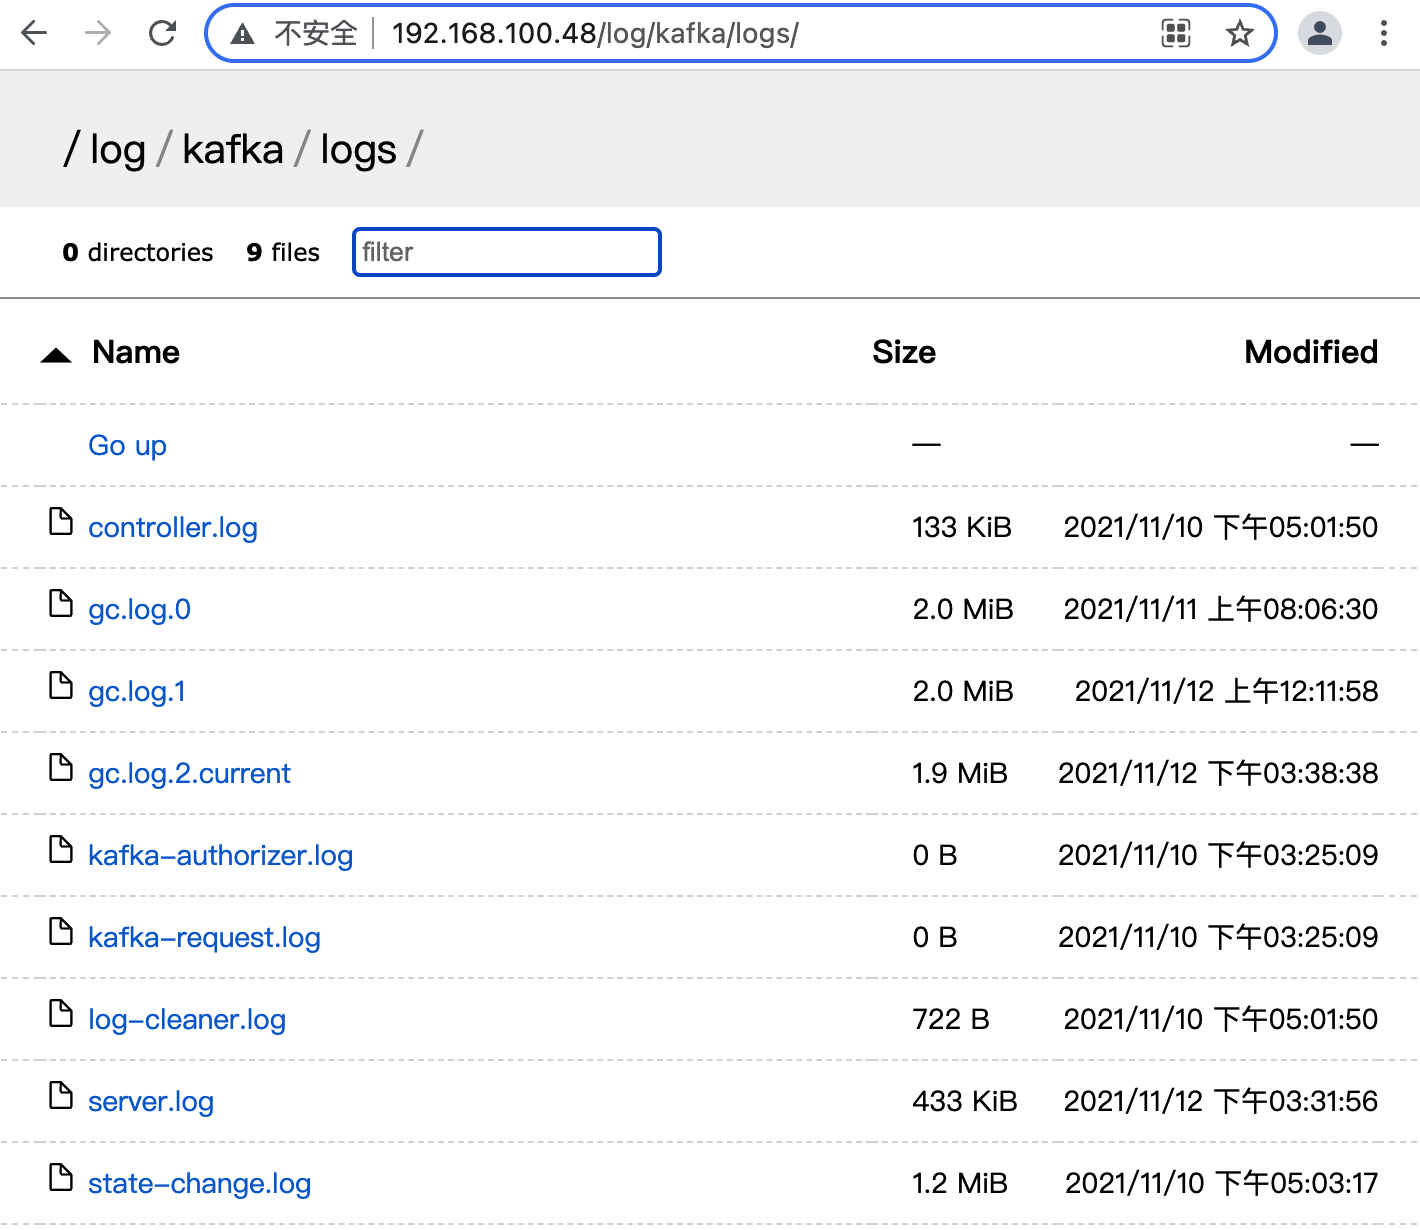 不安全 192.168.100.48/log/kafka/logs/
/ log / kafka / logs /
0 directories 9 files filter
Name Size Modified
Go up — —
controller.log 133 KiB 2021/11/10 下午05:01:50
gc.log.0 2.0 MiB 2021/11/11 上午08:06:30
gc.log.1 2.0 MiB 2021/11/12 上午12:11:58
gc.log.2.current 1.9 MiB 2021/11/12 下午03:38:38
kafka-authorizer.log 0 B 2021/11/10 下午03:25:09
kafka-request.log 0 B 2021/11/10 下午03:25:09
log-cleaner.log 722 B 2021/11/10 下午05:01:50
server.log 433 KiB 2021/11/12 下午03:31:56
state-change.log 1.2 MiB 2021/11/10 下午05:03:17